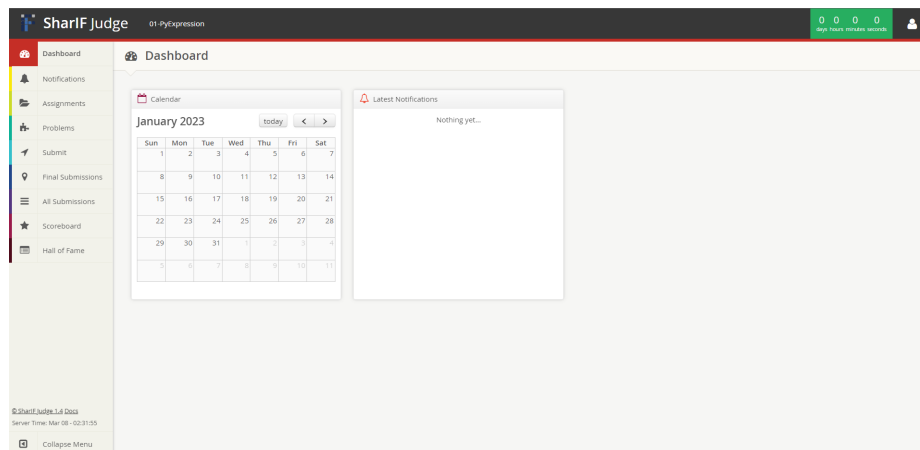 SharIF Judge 01-PyExpression
0 0 0 0
days hours minutes seconds
Dashboard
Notifications
Assignments
Problems
Submit
Final Submissions
All Submissions
Scoreboard
Hall of Fame
© SharIF Judge 1.4 Docs
Server Time: Mar 08 - 02:31:55
Collapse Menu
Dashboard
Calendar
January 2023 today
Sun Mon Tue Wed Thu Fri Sat
1 2 3 4 5 6 7
8 9 10 11 12 13 14
15 16 17 18 19 20 21
22 23 24 25 26 27 28
29 30 31 1 2 3 4
5 6 7 8 9 10 11
Latest Notifications
Nothing yet...